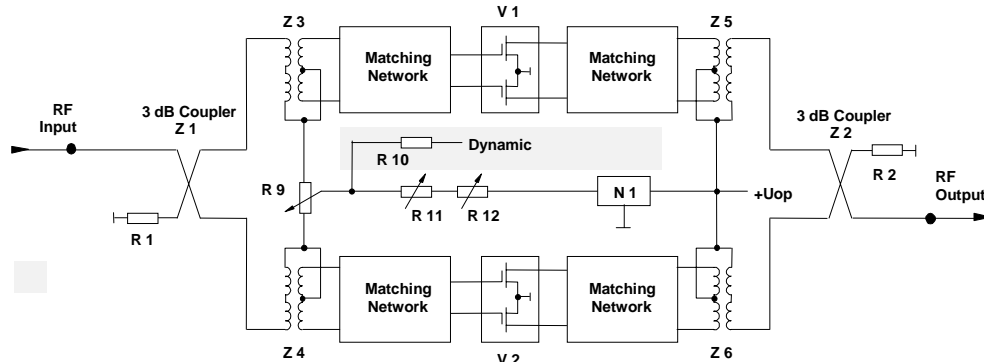 Z 3
V 1
Z 5
Matching
Network
Matching
Network
RF
Input
3 dB Coupler
Z 1
3 dB Coupler
Z 2
R 10
Dynamic
R 2
RF
Output
R 9
R 11
R 12
N 1
+Uop
R 1
Matching
Network
Matching
Network
Z 4
V 2
Z 6